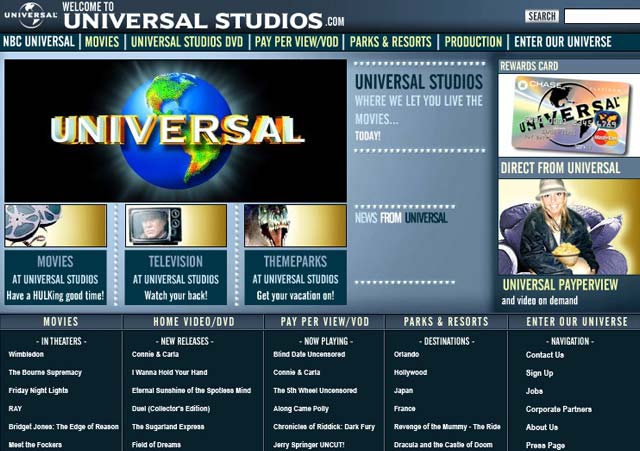 UNIVERSAL
WELCOME TO
UNIVERSAL STUDIOS.COM
SEARCH
NBC UNIVERSAL | MOVIES | UNIVERSAL STUDIOS DVD | PAY PER VIEW/VOD | PARKS & RESORTS | PRODUCTION | ENTER OUR UNIVERSE
UNIVERSAL
UNIVERSAL STUDIOS
WHERE WE LET YOU LIVE THE
MOVIES...
TODAY!
NEWS FROM UNIVERSAL
REWARDS CARD
CHASE
PLATINUM
UNIVERSAL
MasterCard
DIRECT FROM UNIVERSAL
UNIVERSAL PAYPERVIEW
and video on demand
MOVIES
AT UNIVERSAL STUDIOS
Have a HULKing good time!
TELEVISION
AT UNIVERSAL STUDIOS
Watch your back!
THEMEPARKS
AT UNIVERSAL STUDIOS
Get your vacation on!
MOVIES
- IN THEATERS -
Wimbledon
The Bourne Supremacy
Friday Night Lights
RAY
Bridget Jones: The Edge of Reason
Meet the Fockers
HOME VIDEO/DVD
- NEW RELEASES -
Connie & Carla
I Wanna Hold Your Hand
Eternal Sunshine of the Spotless Mind
Duel (Collector's Edition)
The Sugarland Express
Field of Dreams
PAY PER VIEW/VOD
- NOW PLAYING -
Blind Date Uncensored
Connie & Carla
The 5th Wheel Uncensored
Along Came Polly
Chronicles of Riddick: Dark Fury
Jerry Springer UNCUT!
PARKS & RESORTS
- DESTINATIONS -
Orlando
Hollywood
Japan
France
Revenge of the Mummy - The Ride
Dracula and the Castle of Doom
ENTER OUR UNIVERSE
- NAVIGATION -
Contact Us
Sign Up
Jobs
Corporate Partners
About Us
Press Page